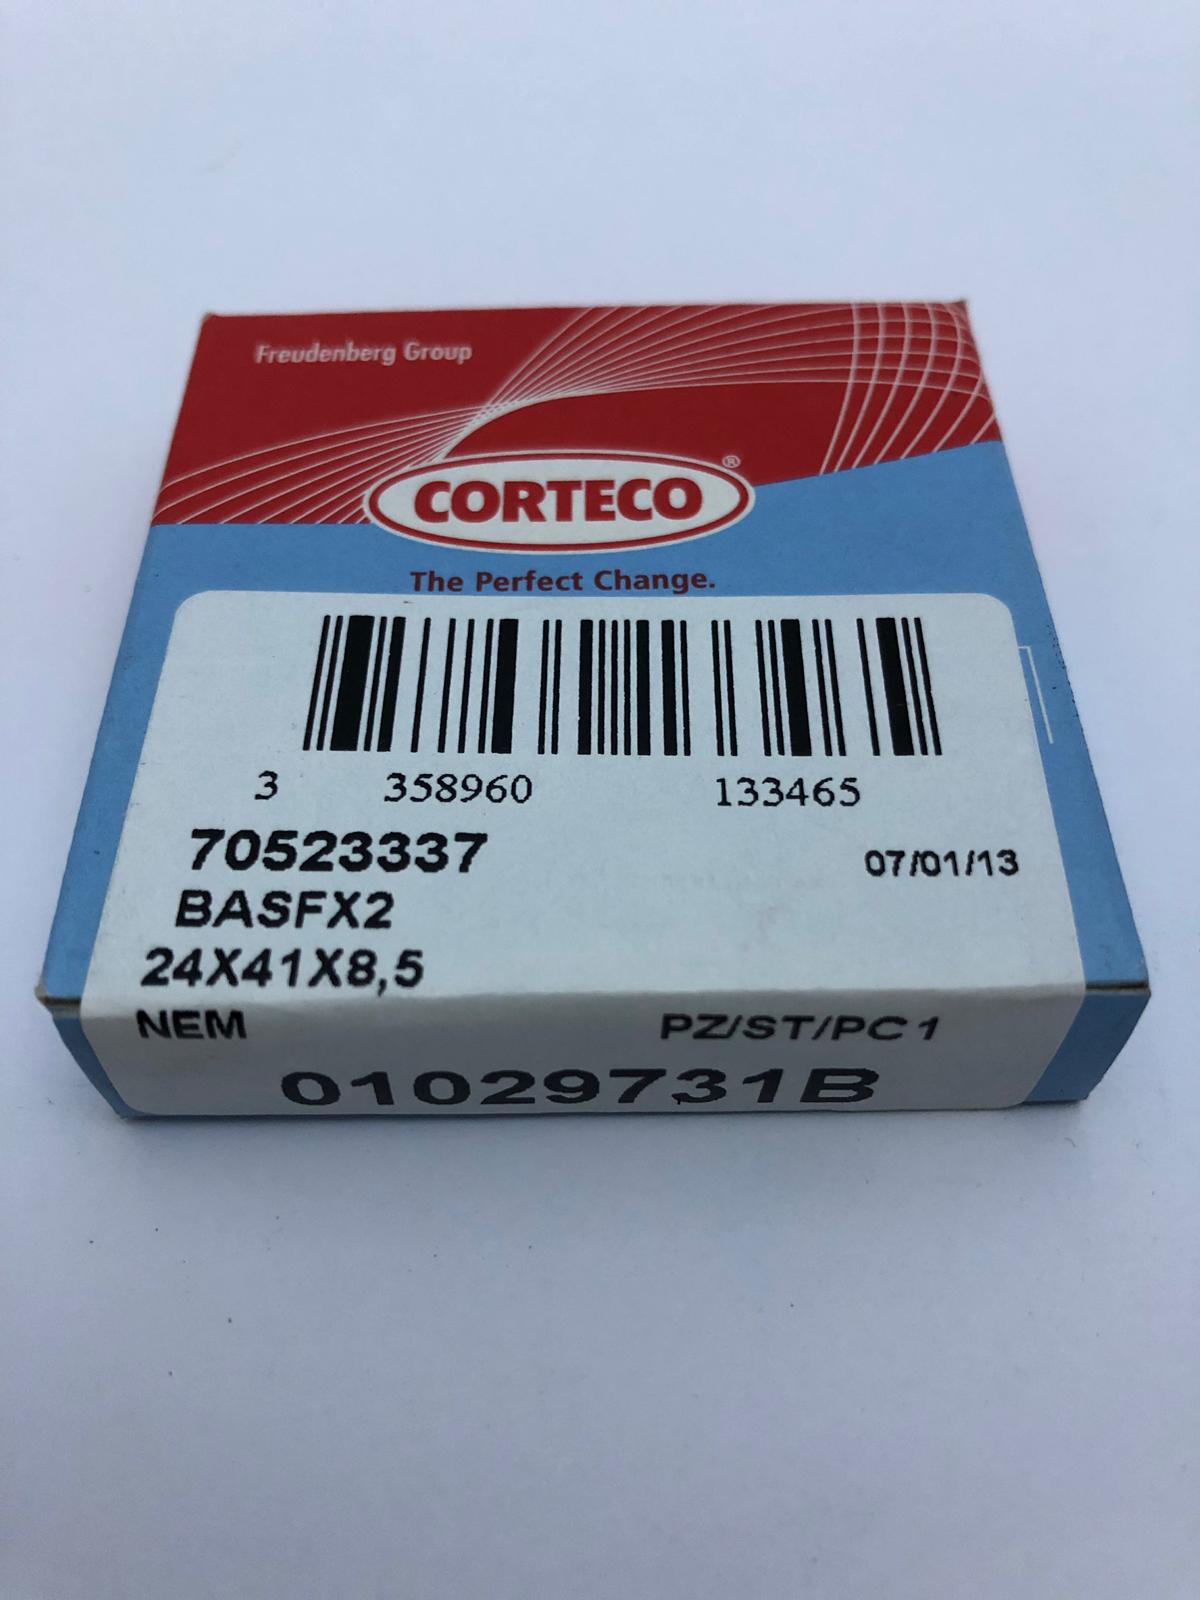 Freudenberg Group
CORTECO®
The Perfect Change.
3 358960 133465
70523337
07/01/13
BASFX2
24X41X8,5
NEM PZ/ST/PC 1
01029731B